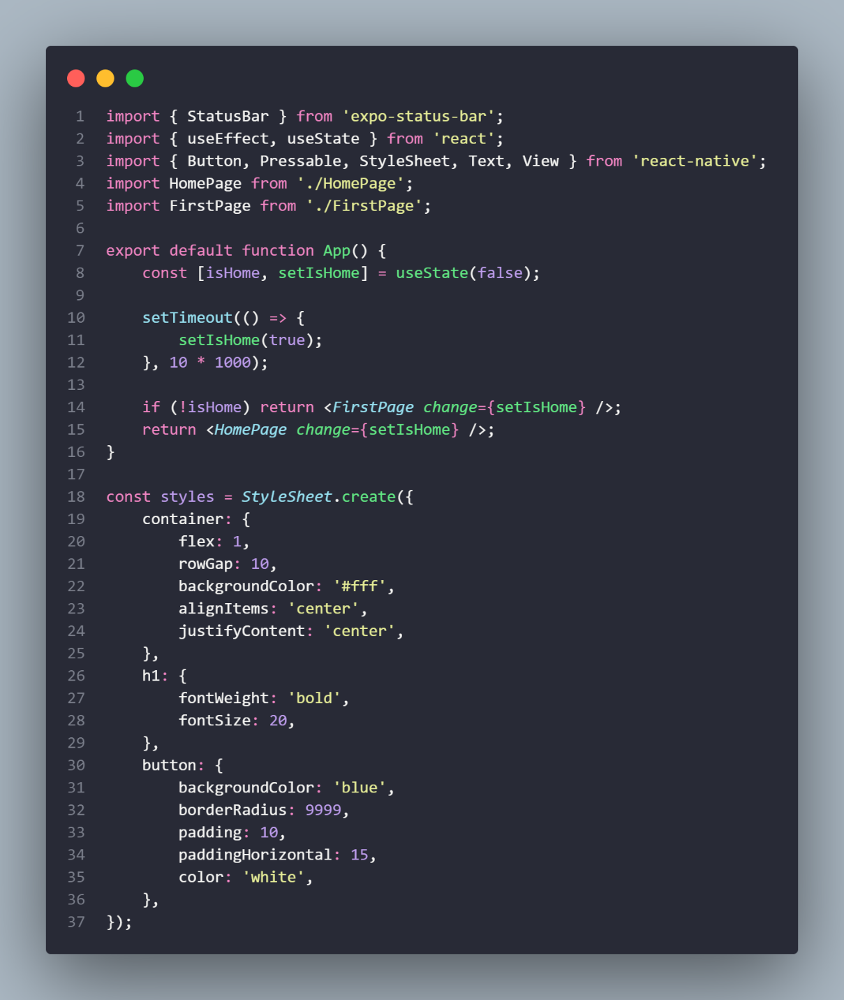 1 import { StatusBar } from 'expo-status-bar';
2 import { useEffect, useState } from 'react';
3 import { Button, Pressable, StyleSheet, Text, View } from 'react-native';
4 import HomePage from './HomePage';
5 import FirstPage from './FirstPage';
6
7 export default function App() {
8     const [isHome, setIsHome] = useState(false);
9
10     setTimeout(() => {
11         setIsHome(true);
12     }, 10 * 1000);
13
14     if (!isHome) return <FirstPage change={setIsHome} />;
15     return <HomePage change={setIsHome} />;
16 }
17
18 const styles = StyleSheet.create({
19     container: {
20         flex: 1,
21         rowGap: 10,
22         backgroundColor: '#fff',
23         alignItems: 'center',
24         justifyContent: 'center',
25     },
26     h1: {
27         fontWeight: 'bold',
28         fontSize: 20,
29     },
30     button: {
31         backgroundColor: 'blue',
32         borderRadius: 9999,
33         padding: 10,
34         paddingHorizontal: 15,
35         color: 'white',
36     },
37 });